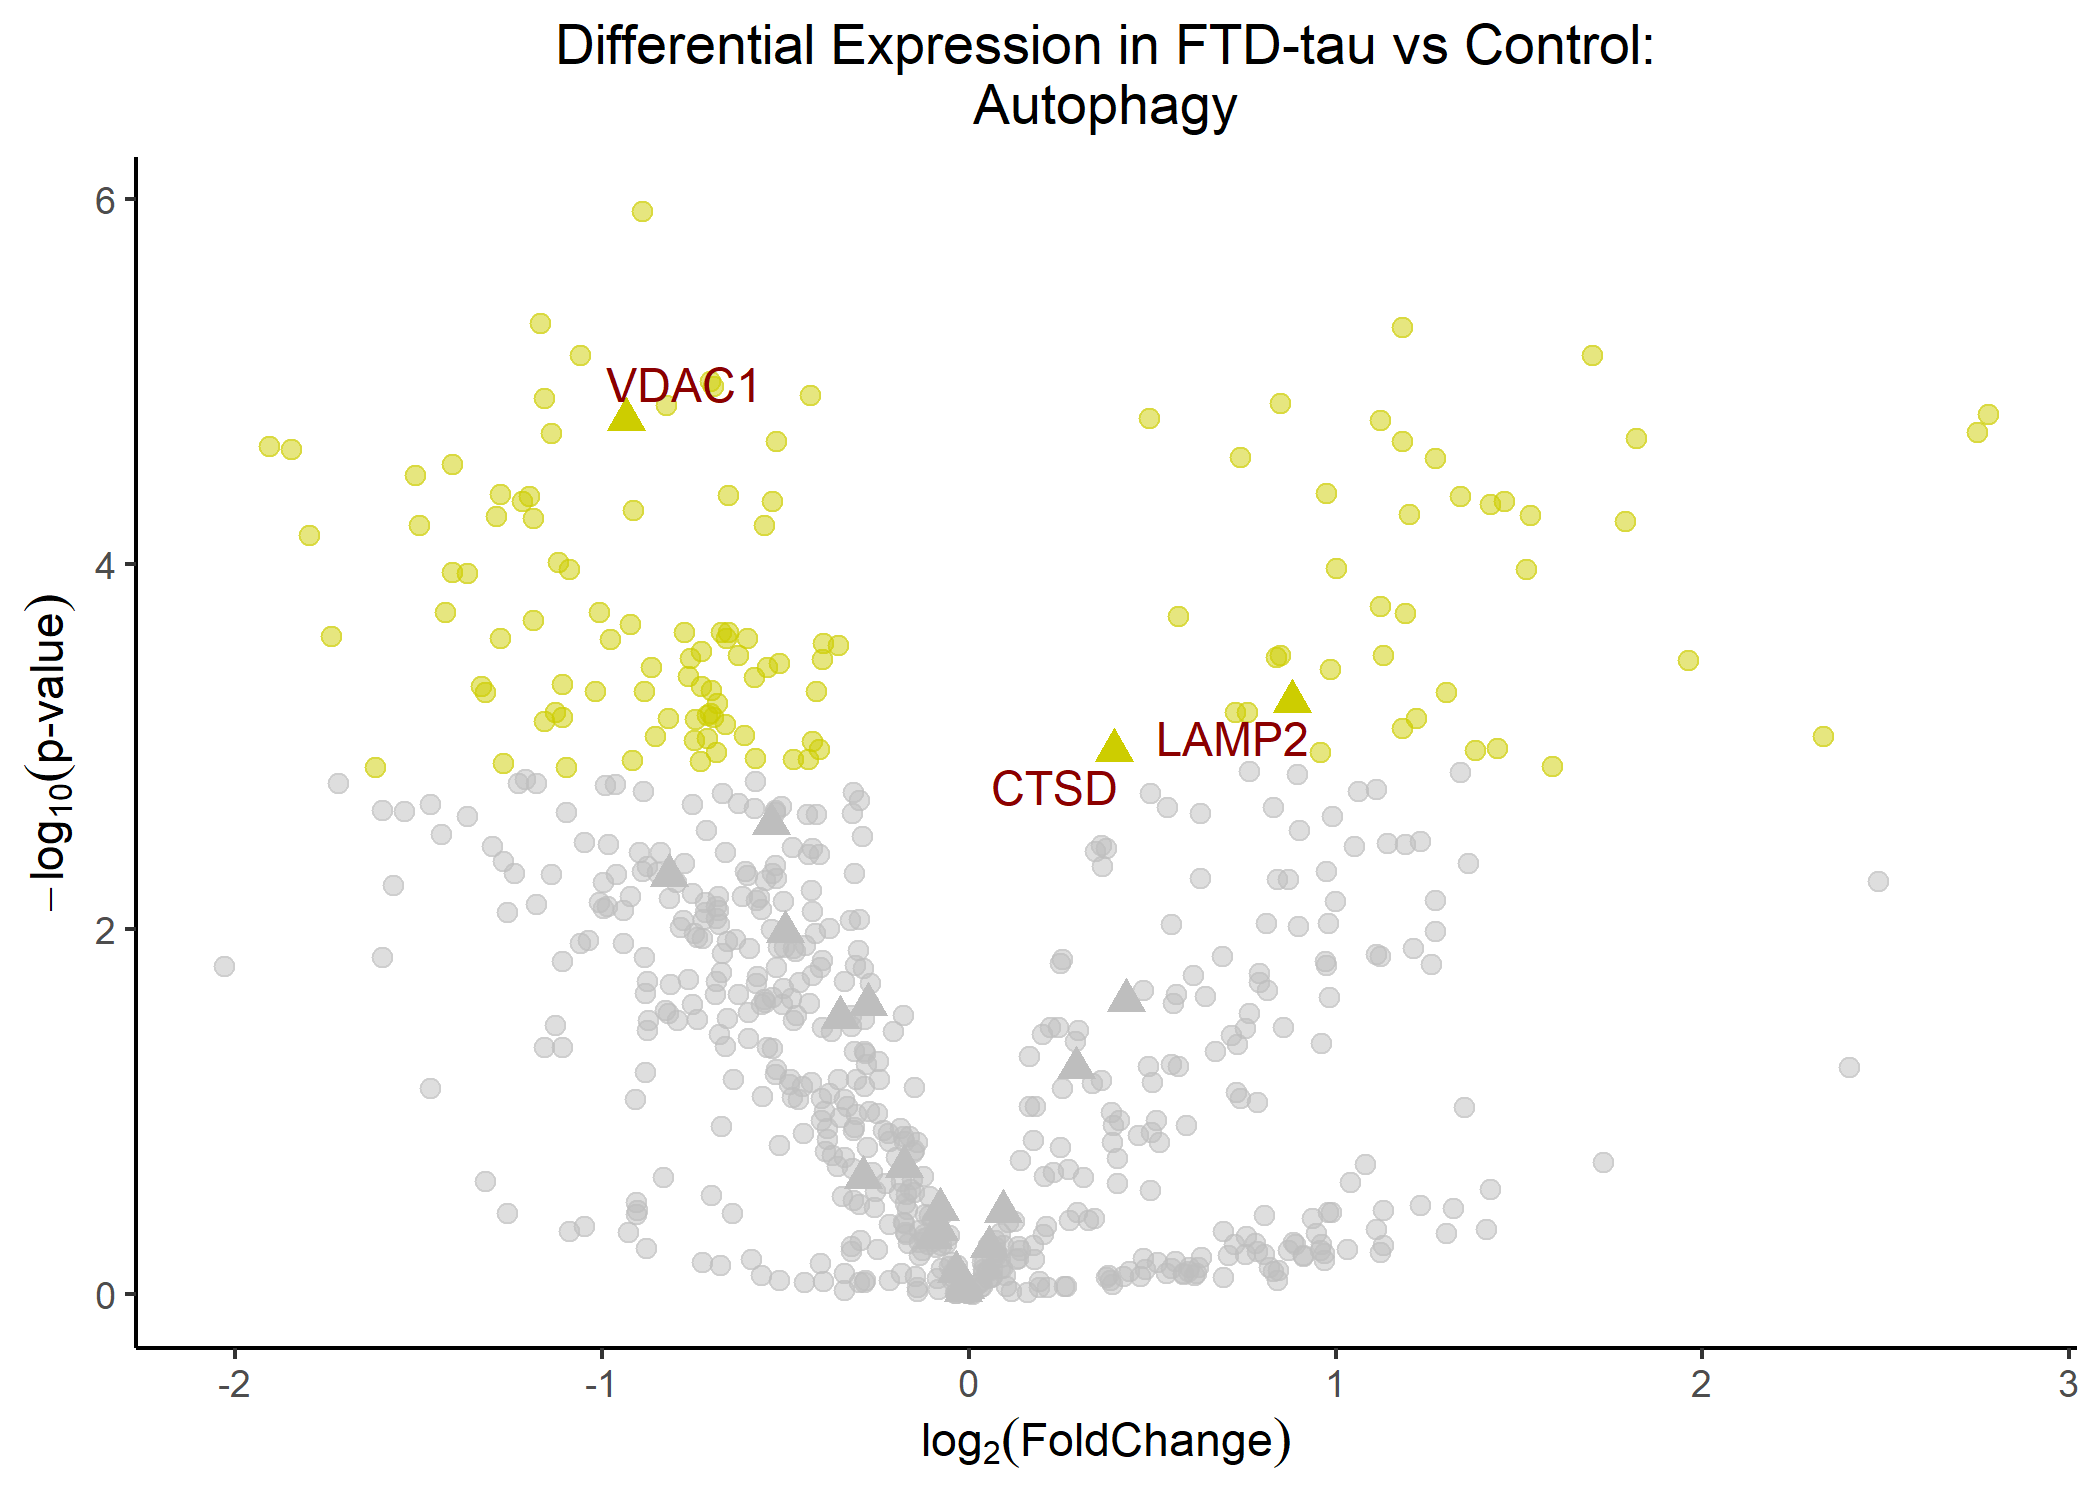 Differential Expression in FTD-tau vs Control:
Autophagy
6
4
2
0
−log₁₀(p-value)
VDAC1
LAMP2
CTSD
-2
-1
0
1
2
3
log₂(FoldChange)